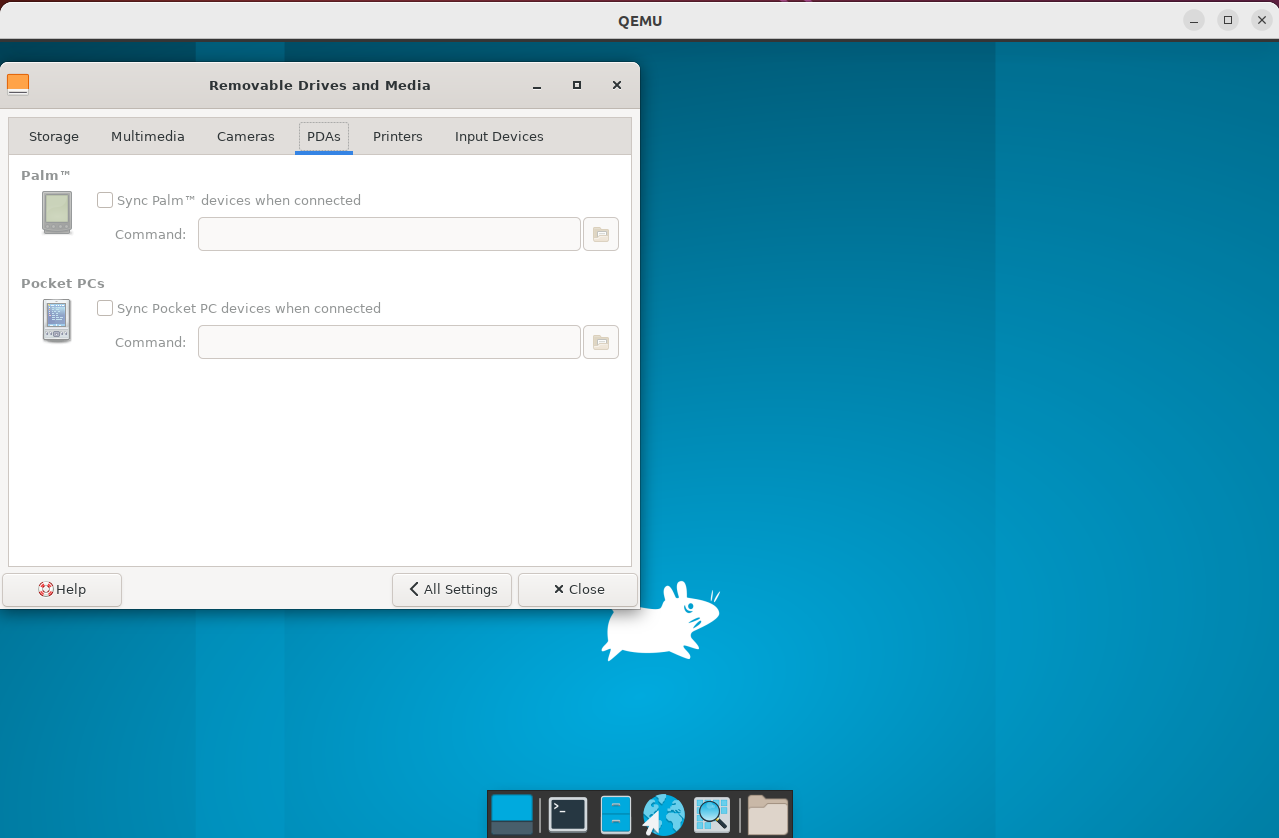 QEMU
Removable Drives and Media
Storage Multimedia Cameras PDAs Printers Input Devices
Palm™
Sync Palm™ devices when connected
Command:
Pocket PCs
Sync Pocket PC devices when connected
Command:
Help All Settings Close